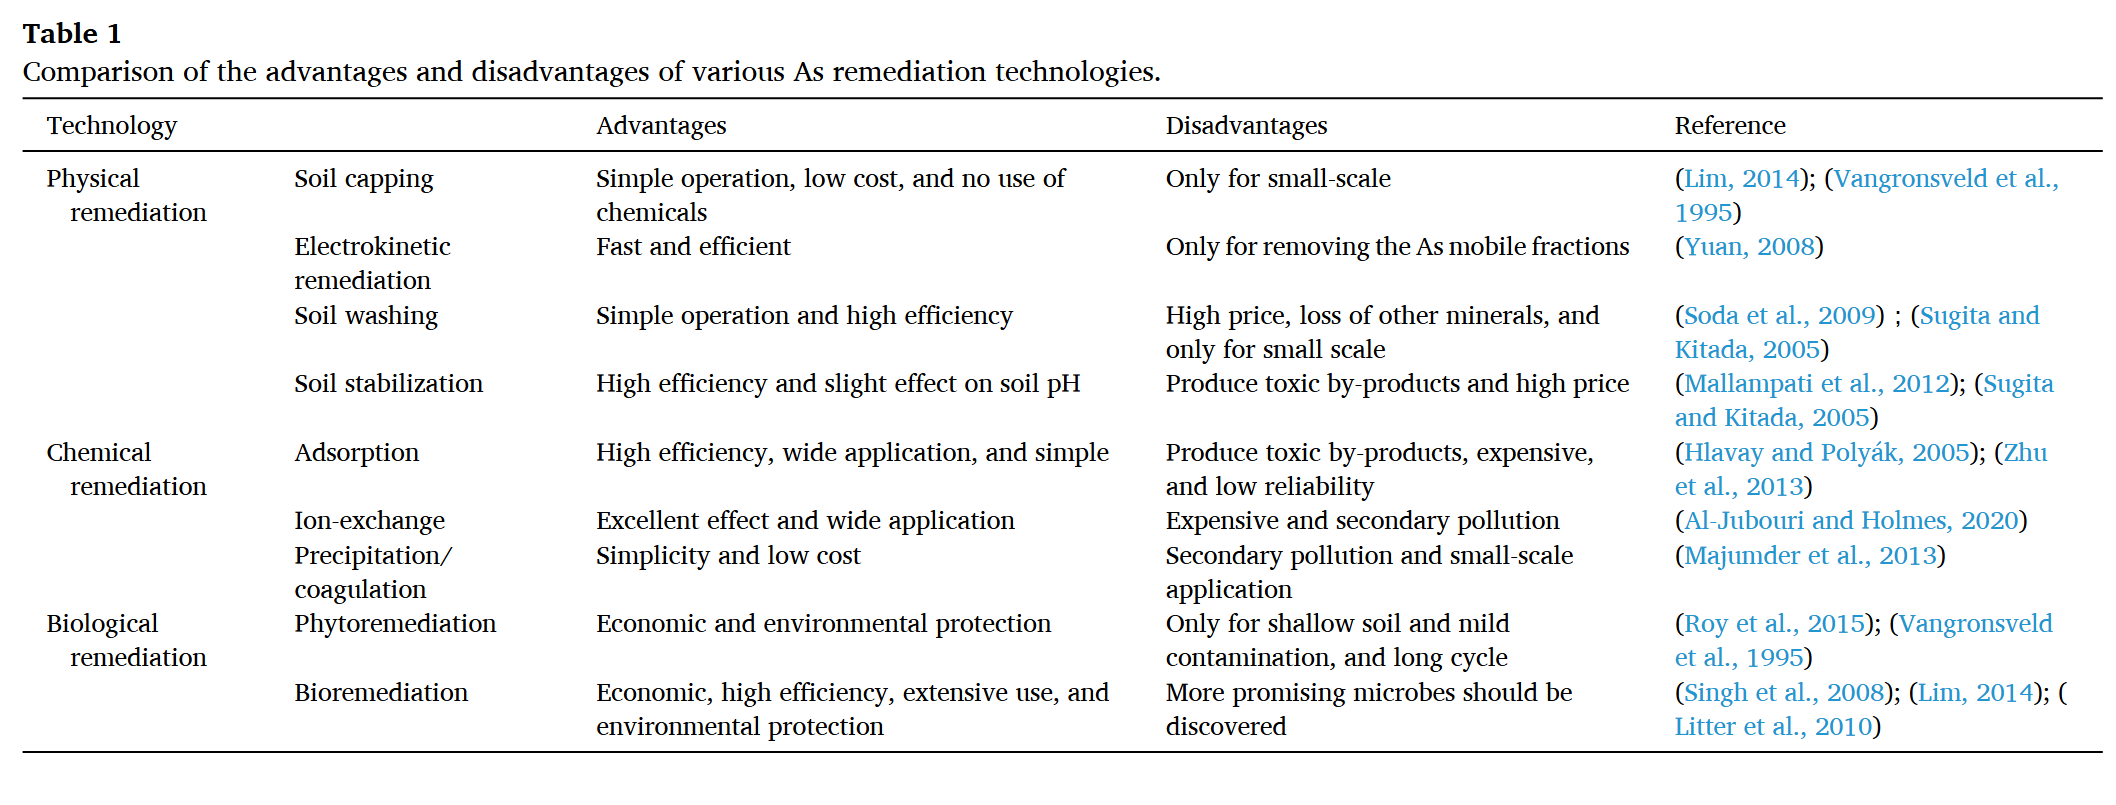 Table 1
Comparison of the advantages and disadvantages of various As remediation technologies.
Technology Advantages Disadvantages Reference
Physical Soil capping Simple operation, low cost, and no use of Only for small-scale (Lim, 2014); (Vangronsveld et al.,
remediation chemicals 1995)
Electrokinetic Fast and efficient Only for removing the As mobile fractions (Yuan, 2008)
remediation
Soil washing Simple operation and high efficiency High price, loss of other minerals, and (Soda et al., 2009) ; (Sugita and
only for small scale Kitada, 2005)
Soil stabilization High efficiency and slight effect on soil pH Produce toxic by-products and high price (Mallampati et al., 2012); (Sugita
and Kitada, 2005)
Chemical Adsorption High efficiency, wide application, and simple Produce toxic by-products, expensive, (Hlavay and Polyák, 2005); (Zhu
remediation and low reliability et al., 2013)
Ion-exchange Excellent effect and wide application Expensive and secondary pollution (Al-Jubouri and Holmes, 2020)
Precipitation/ Simplicity and low cost Secondary pollution and small-scale (Majumder et al., 2013)
coagulation application
Biological Phytoremediation Economic and environmental protection Only for shallow soil and mild (Roy et al., 2015); (Vangronsveld
remediation contamination, and long cycle et al., 1995)
Bioremediation Economic, high efficiency, extensive use, and More promising microbes should be (Singh et al., 2008); (Lim, 2014); (
environmental protection discovered Litter et al., 2010)